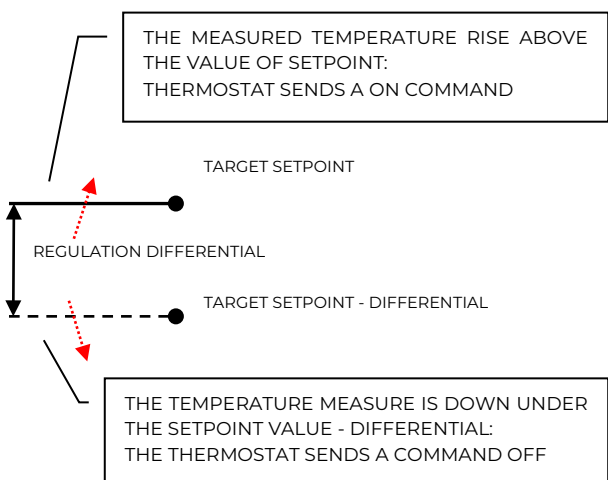 THE MEASURED TEMPERATURE RISE ABOVE
THE VALUE OF SETPOINT:
THERMOSTAT SENDS A ON COMMAND
TARGET SETPOINT
REGULATION DIFFERENTIAL
TARGET SETPOINT - DIFFERENTIAL
THE TEMPERATURE MEASURE IS DOWN UNDER
THE SETPOINT VALUE - DIFFERENTIAL:
THE THERMOSTAT SENDS A COMMAND OFF